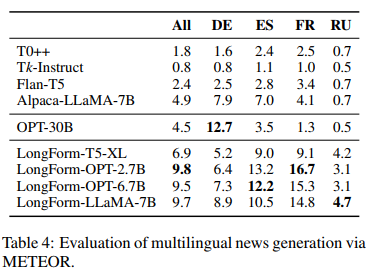 All DE ES FR RU
T0++ 1.8 1.6 2.4 2.5 0.7
Tk-Instruct 0.8 0.8 1.1 1.0 0.5
Flan-T5 2.4 2.5 2.8 3.4 0.7
Alpaca-LLaMA-7B 4.9 7.9 7.0 4.1 0.7
OPT-30B 4.5 12.7 3.5 1.3 0.5
LongForm-T5-XL 6.9 5.2 9.0 9.1 4.2
LongForm-OPT-2.7B 9.8 6.4 13.2 16.7 3.1
LongForm-OPT-6.7B 9.5 7.3 12.2 15.3 3.1
LongForm-LLaMA-7B 9.7 8.9 10.5 14.8 4.7
Table 4: Evaluation of multilingual news generation via
METEOR.